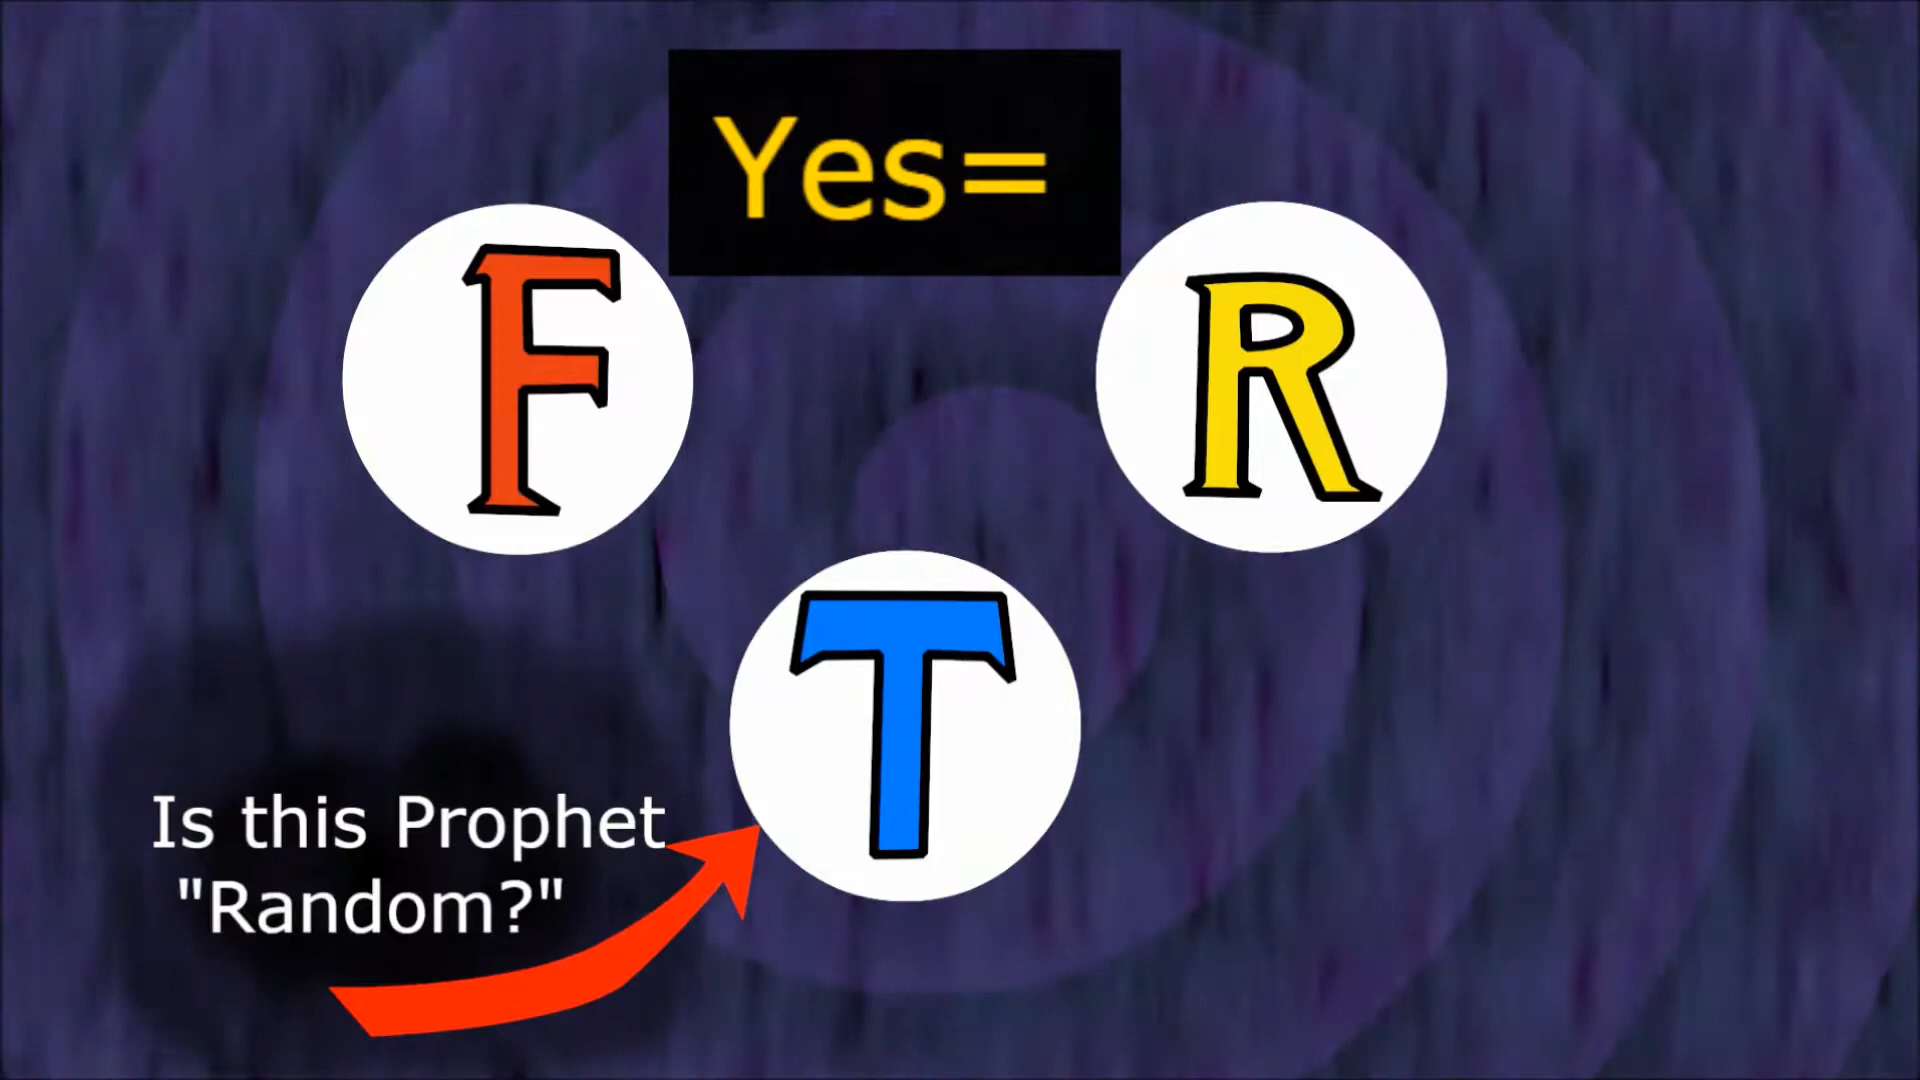 Yes=
F
R
T
Is this Prophet
"Random?"